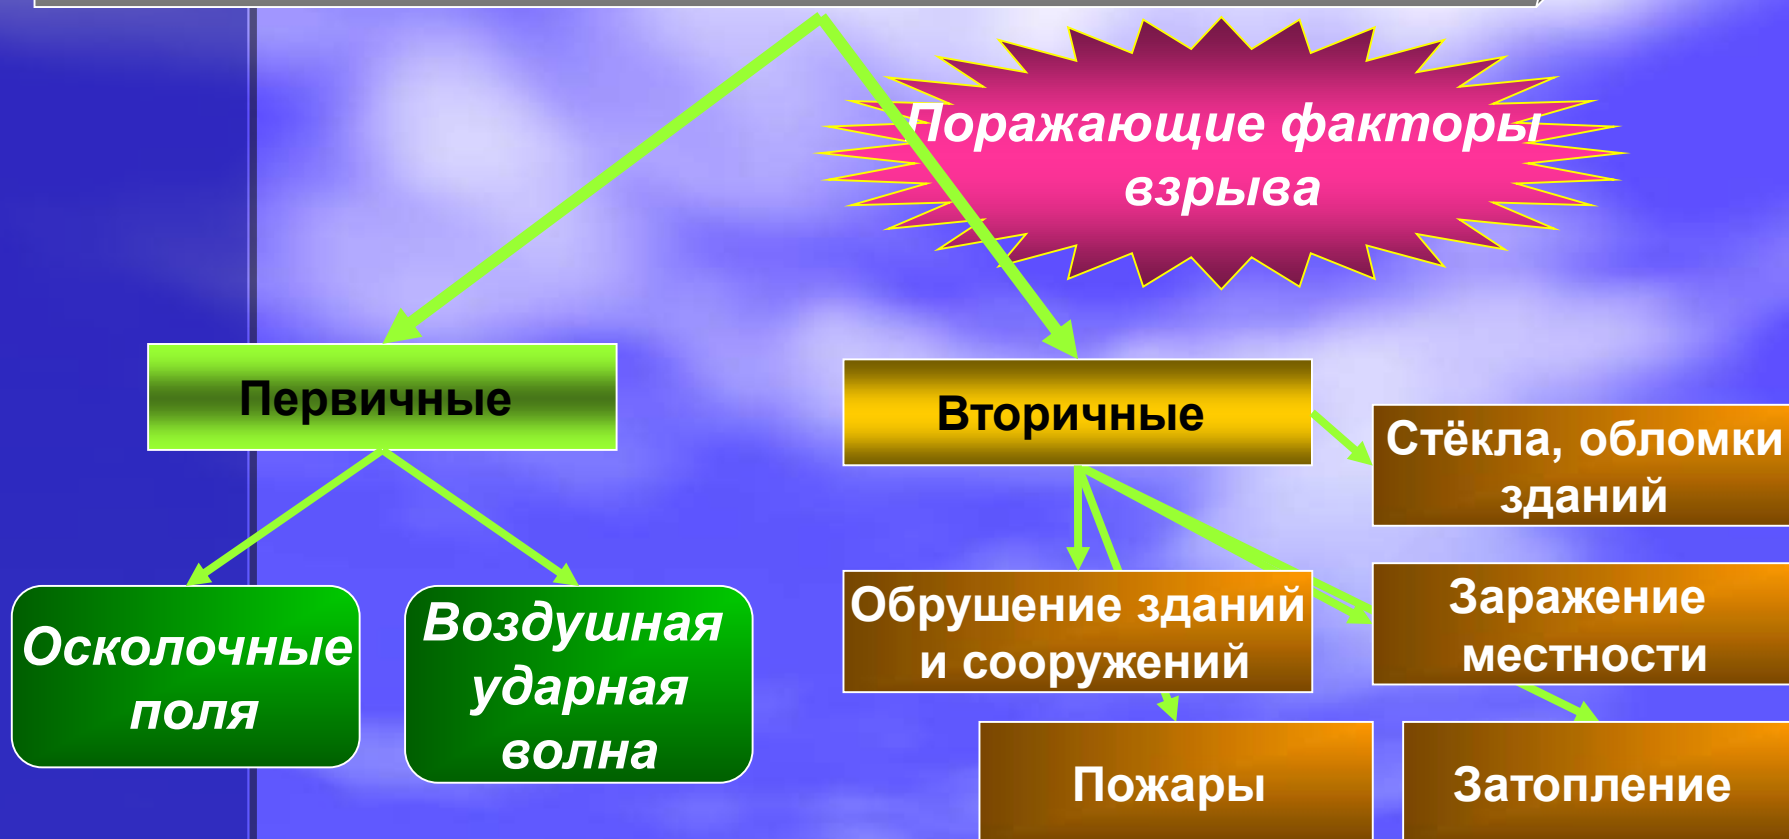 Поражающие факторы
взрыва
Первичные
Вторичные
Стёкла, обломки
зданий
Осколочные
поля
Воздушная
ударная
волна
Обрушение зданий
и сооружений
Заражение
местности
Пожары
Затопление